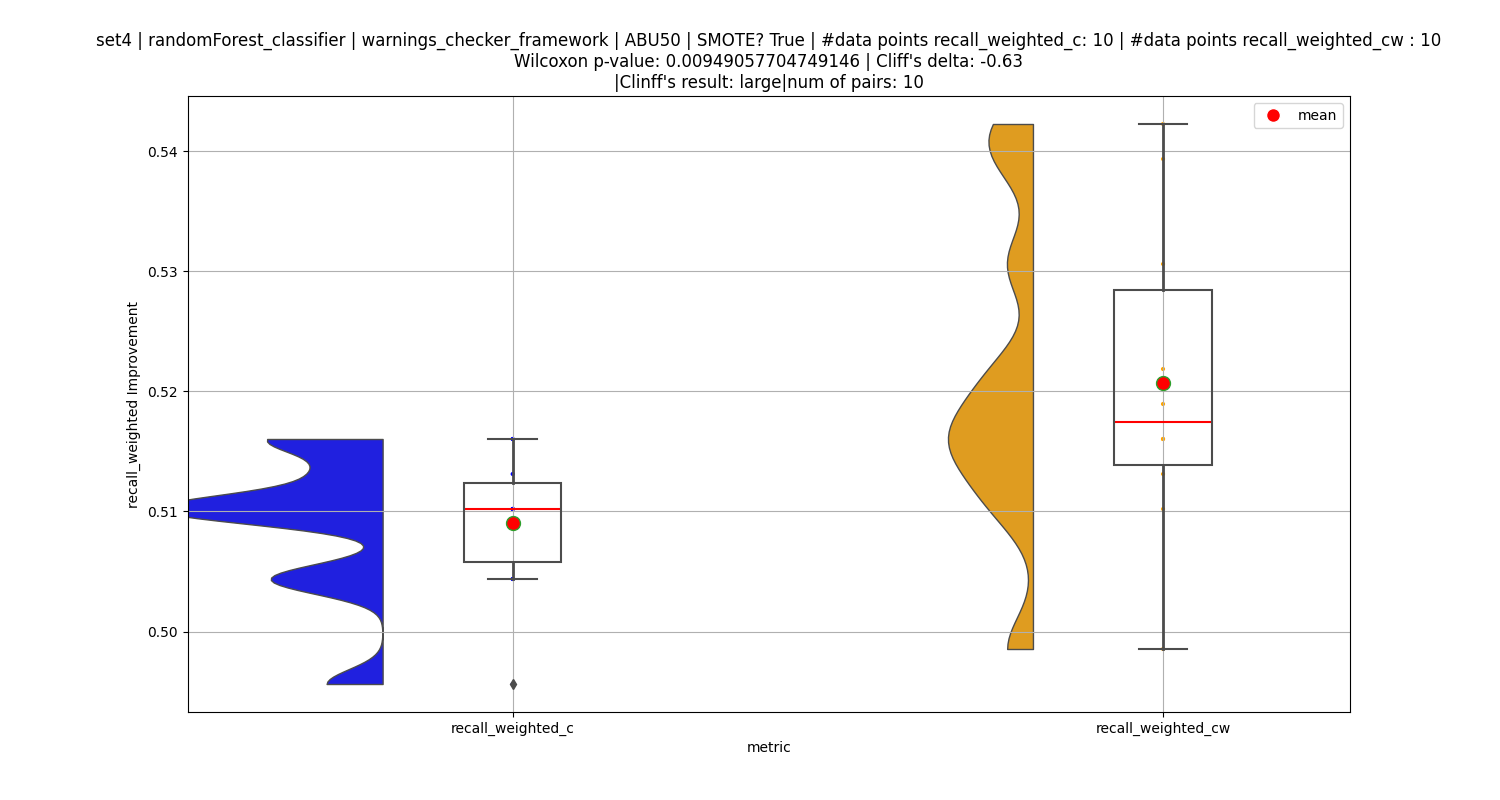 set4 | randomForest_classifier | warnings_checker_framework | ABU50 | SMOTE? True | #data points recall_weighted_c: 10 | #data points recall_weighted_cw : 10
Wilcoxon p-value: 0.00949057704749146 | Cliff's delta: -0.63
|Clinff's result: large|num of pairs: 10
mean
0.54
0.53
0.52
0.51
0.50
recall_weighted Improvement
recall_weighted_c
recall_weighted_cw
metric